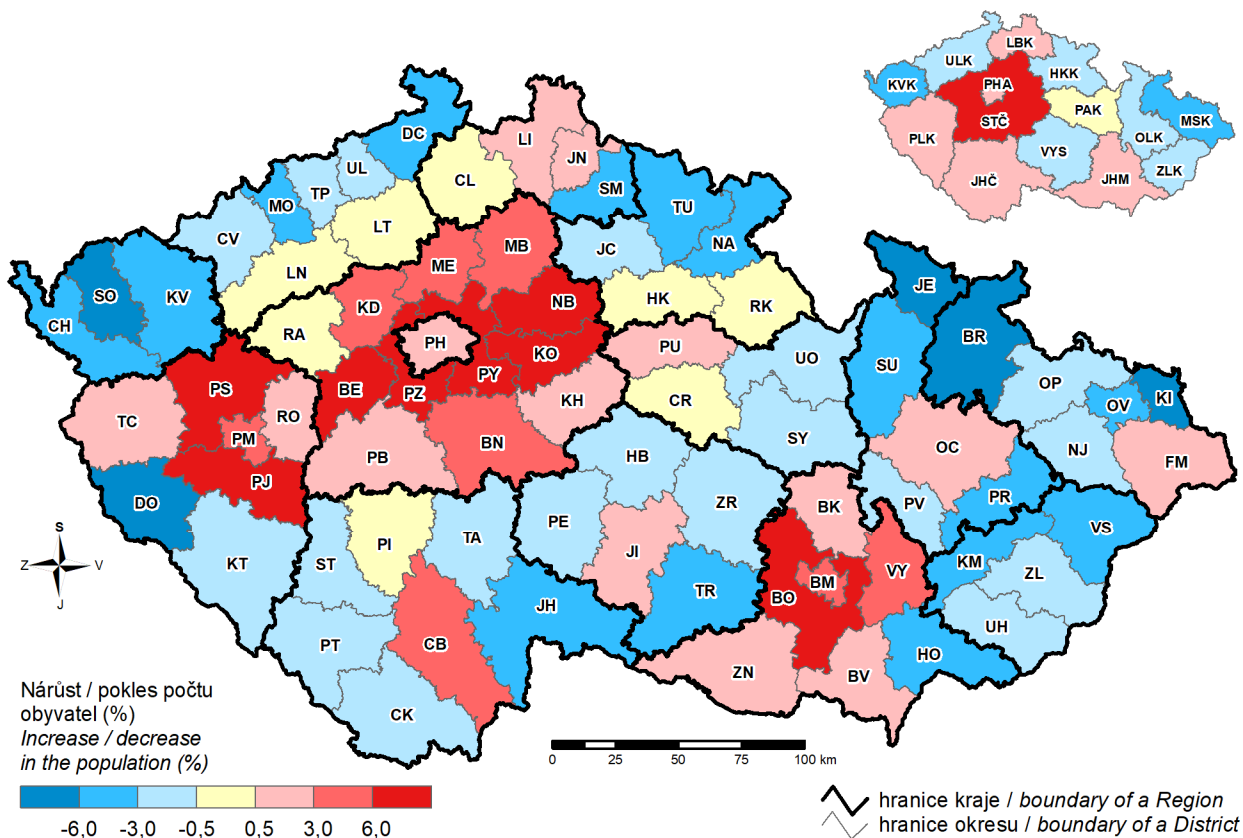 LBK
ULK
HKK
KVK
PHA
PAK
STČ
MSK
PLK
OLK
VYS
ZLK
JHČ
JHM
DC
LI
UL
JN
TP
CL
SM
MO
TU
LT
CV
NA
MB
JC
ME
LN
JE
SO
KV
KD
NB
HK
RK
CH
RA
BR
PH
KO
PU
UO
SU
PY
OP
PS
BE
PZ
KH
CR
OV
KI
TC
RO
PM
BN
SY
OC
PB
HB
NJ
FM
PJ
DO
PR
ZR
BK
PV
VS
PE
TA
PI
JI
KT
ST
KM
ZL
TR
BO
BM
VY
JH
UH
PT
CB
HO
ZN
BV
CK
S
Z V
J
Nárůst / pokles počtu
obyvatel (%)
Increase / decrease
in the population (%)
-6,0 -3,0 -0,5 0,5 3,0 6,0
0 25 50 75 100 km
hranice kraje / boundary of a Region
hranice okresu / boundary of a District